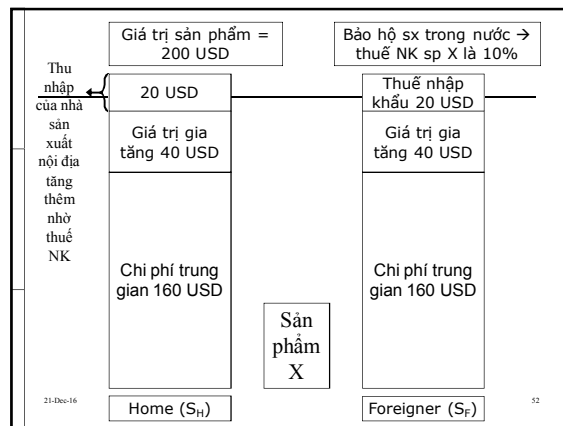 Giá trị sản phẩm =
200 USD
Bảo hộ sx trong nước →
thuế NK sp X là 10%
Thu
nhập
của nhà
sản
xuất
nội địa
tăng
thêm
nhờ
thuế
NK
20 USD
Giá trị gia
tăng 40 USD
Chi phí trung
gian 160 USD
Sản
phẩm
X
Thuế nhập
khẩu 20 USD
Giá trị gia
tăng 40 USD
Chi phí trung
gian 160 USD
21-Dec-16
Home (S_H)
Foreigner (S_F)
52